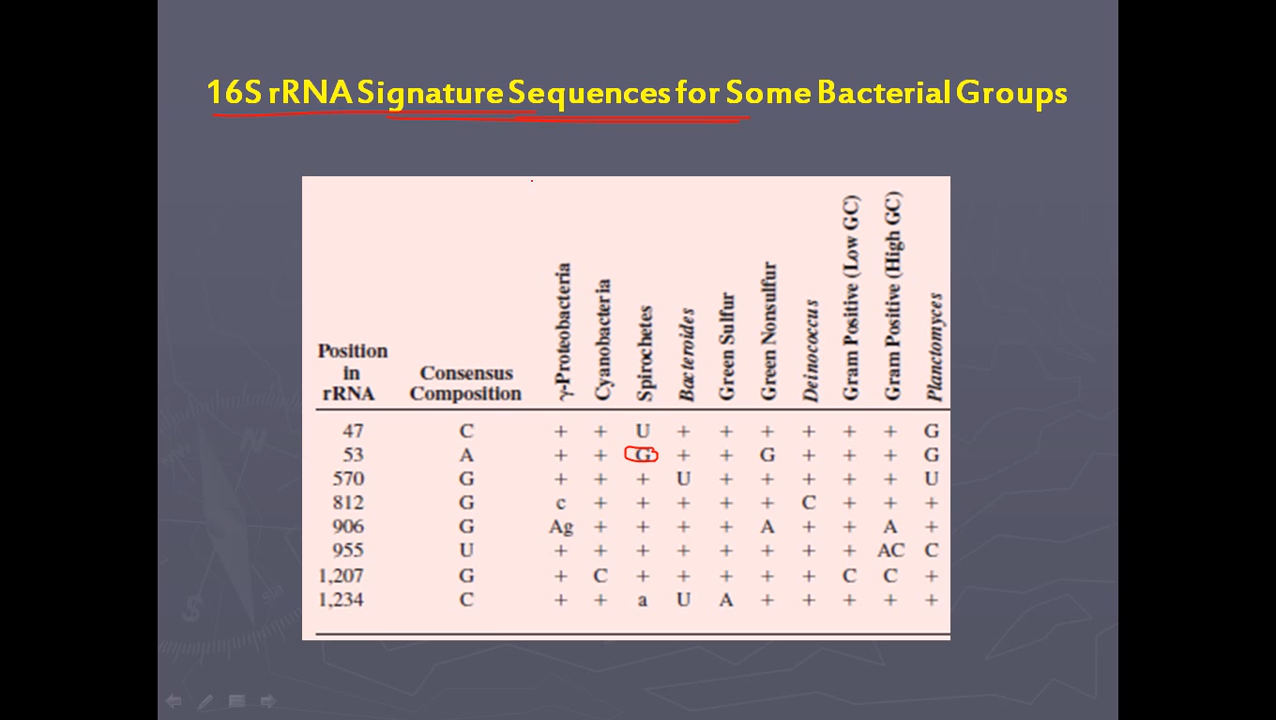 16S rRNA Signature Sequences for Some Bacterial Groups
Position in rRNA Consensus Composition γ-Proteobacteria Cyanobacteria Spirochetes Bacteroides Green Sulfur Green Nonsulfur Deinococcus Gram Positive (Low GC) Gram Positive (High GC) Planctomyces
47 C + + U + + + + + + G
53 A + + G + + G + + + G
570 G + + + U + + + + + U
812 G c + + + + + C + + +
906 G Ag + + + + A + + A +
955 U + + + + + + + + AC C
1,207 G + C + + + + + C C +
1,234 C + + a U A + + + + +